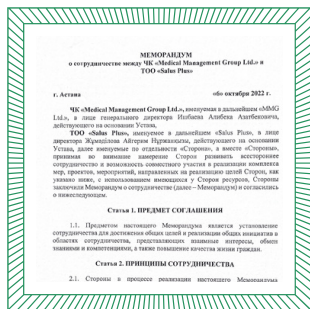 МЕМОРАНДУМ
о сотрудничестве между ЧК «Medical Management Group Ltd.» и
ТОО «Salus Plus»
г. Астана «6» октября 2022 г.
ЧК «Medical Management Group Ltd.», именуемая в дальнейшем «MMG
Ltd.», в лице генерального директора Избаева Алибека Азатбековича,
действующего на основании Устава,
ТОО «Salus Plus», именуемое в дальнейшем «Salus Plus», в лице
директора Жұмаділова Айгерим Нұржанқызы, действующего на основании
Устава, далее именуемые по отдельности «Сторона», а вместе «Стороны»,
принимая во внимание намерение Сторон развивать всестороннее
сотрудничество и возможность совместного участия в реализации комплекса
мер, проектов, мероприятий, направленных на реализацию целей Сторон, как
указано ниже, с использованием имеющихся у Сторон ресурсов, Стороны
заключили Меморандум о сотрудничестве (далее – Меморандум) и согласились
о нижеследующем.
Статья 1. ПРЕДМЕТ СОГЛАШЕНИЯ
1.1. Предметом настоящего Меморандума является установление
сотрудничества для достижения общих целей и реализации общих инициатив в
областях сотрудничества, представляющих взаимные интересы, обмен
знаниями и компетенциями, а также повышение качества жизни граждан.
Статья 2. ПРИНЦИПЫ СОТРУДНИЧЕСТВА
2.1. Стороны в процессе реализации настоящего Меморандума